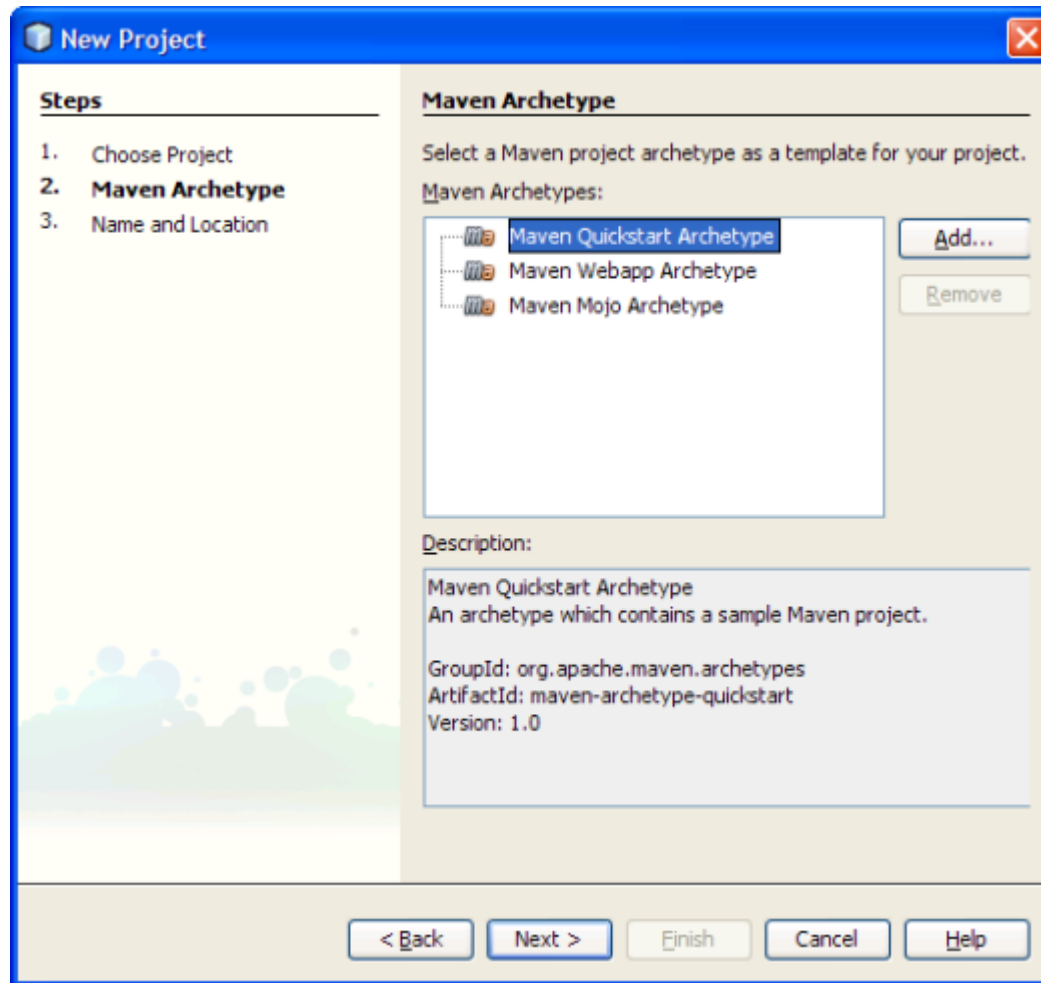 New Project
Steps
1. Choose Project
2. Maven Archetype
3. Name and Location
Maven Archetype
Select a Maven project archetype as a template for your project.
Maven Archetypes:
Maven Quickstart Archetype
Maven Webapp Archetype
Maven Mojo Archetype
Add...
Remove
Description:
Maven Quickstart Archetype
An archetype which contains a sample Maven project.
GroupId: org.apache.maven.archetypes
ArtifactId: maven-archetype-quickstart
Version: 1.0
< Back Next > Finish Cancel Help